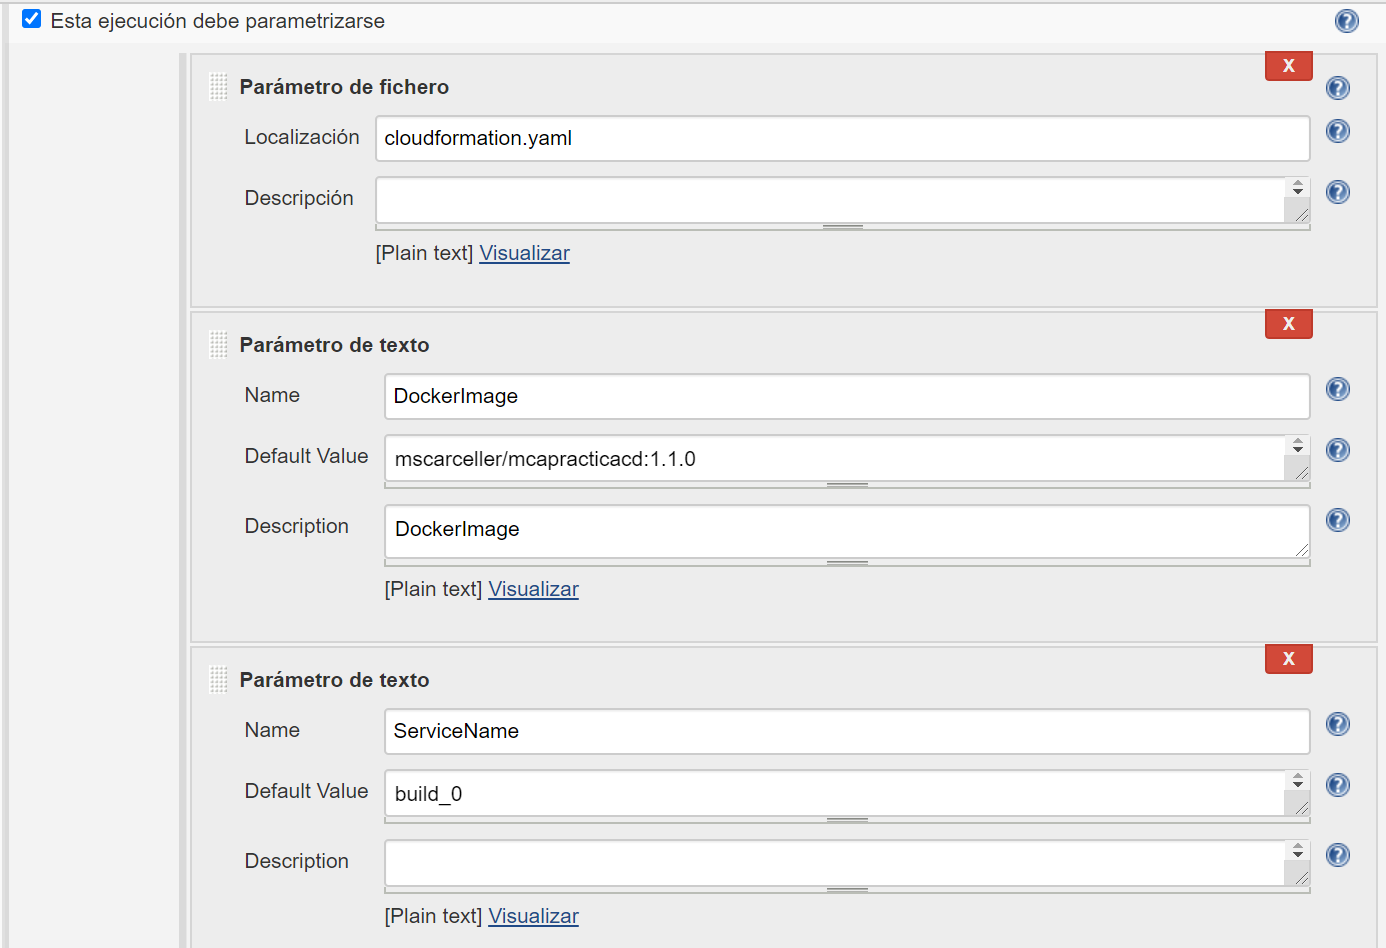 Esta ejecución debe parametrizarse
X
Parámetro de fichero
Localización cloudformation.yaml
Descripción
[Plain text] Visualizar
X
Parámetro de texto
Name DockerImage
Default Value mscarceller/mcapracticacd:1.1.0
Description DockerImage
[Plain text] Visualizar
X
Parámetro de texto
Name ServiceName
Default Value build_0
Description
[Plain text] Visualizar